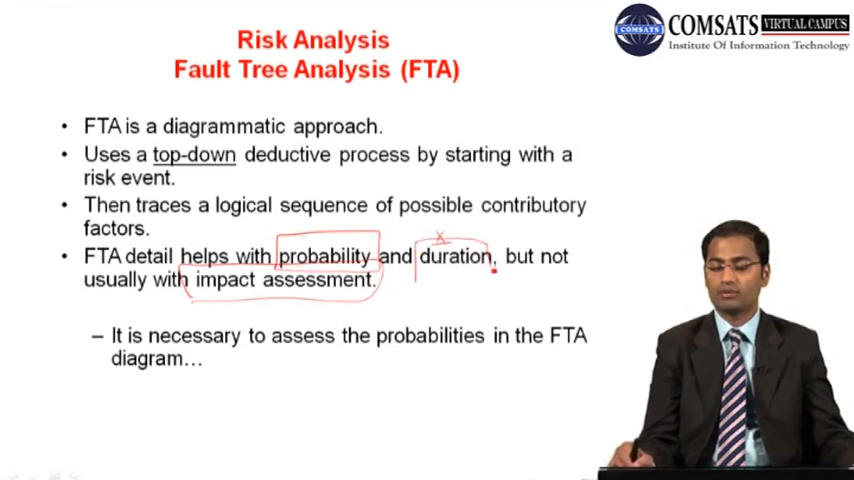 COMSATS VIRTUAL CAMPUS
Institute Of Information Technology
COMSATS
Risk Analysis
Fault Tree Analysis (FTA)
• FTA is a diagrammatic approach.
• Uses a top-down deductive process by starting with a
risk event.
• Then traces a logical sequence of possible contributory
factors.
• FTA detail helps with probability and duration, but not
usually with impact assessment.
x
– It is necessary to assess the probabilities in the FTA
diagram…